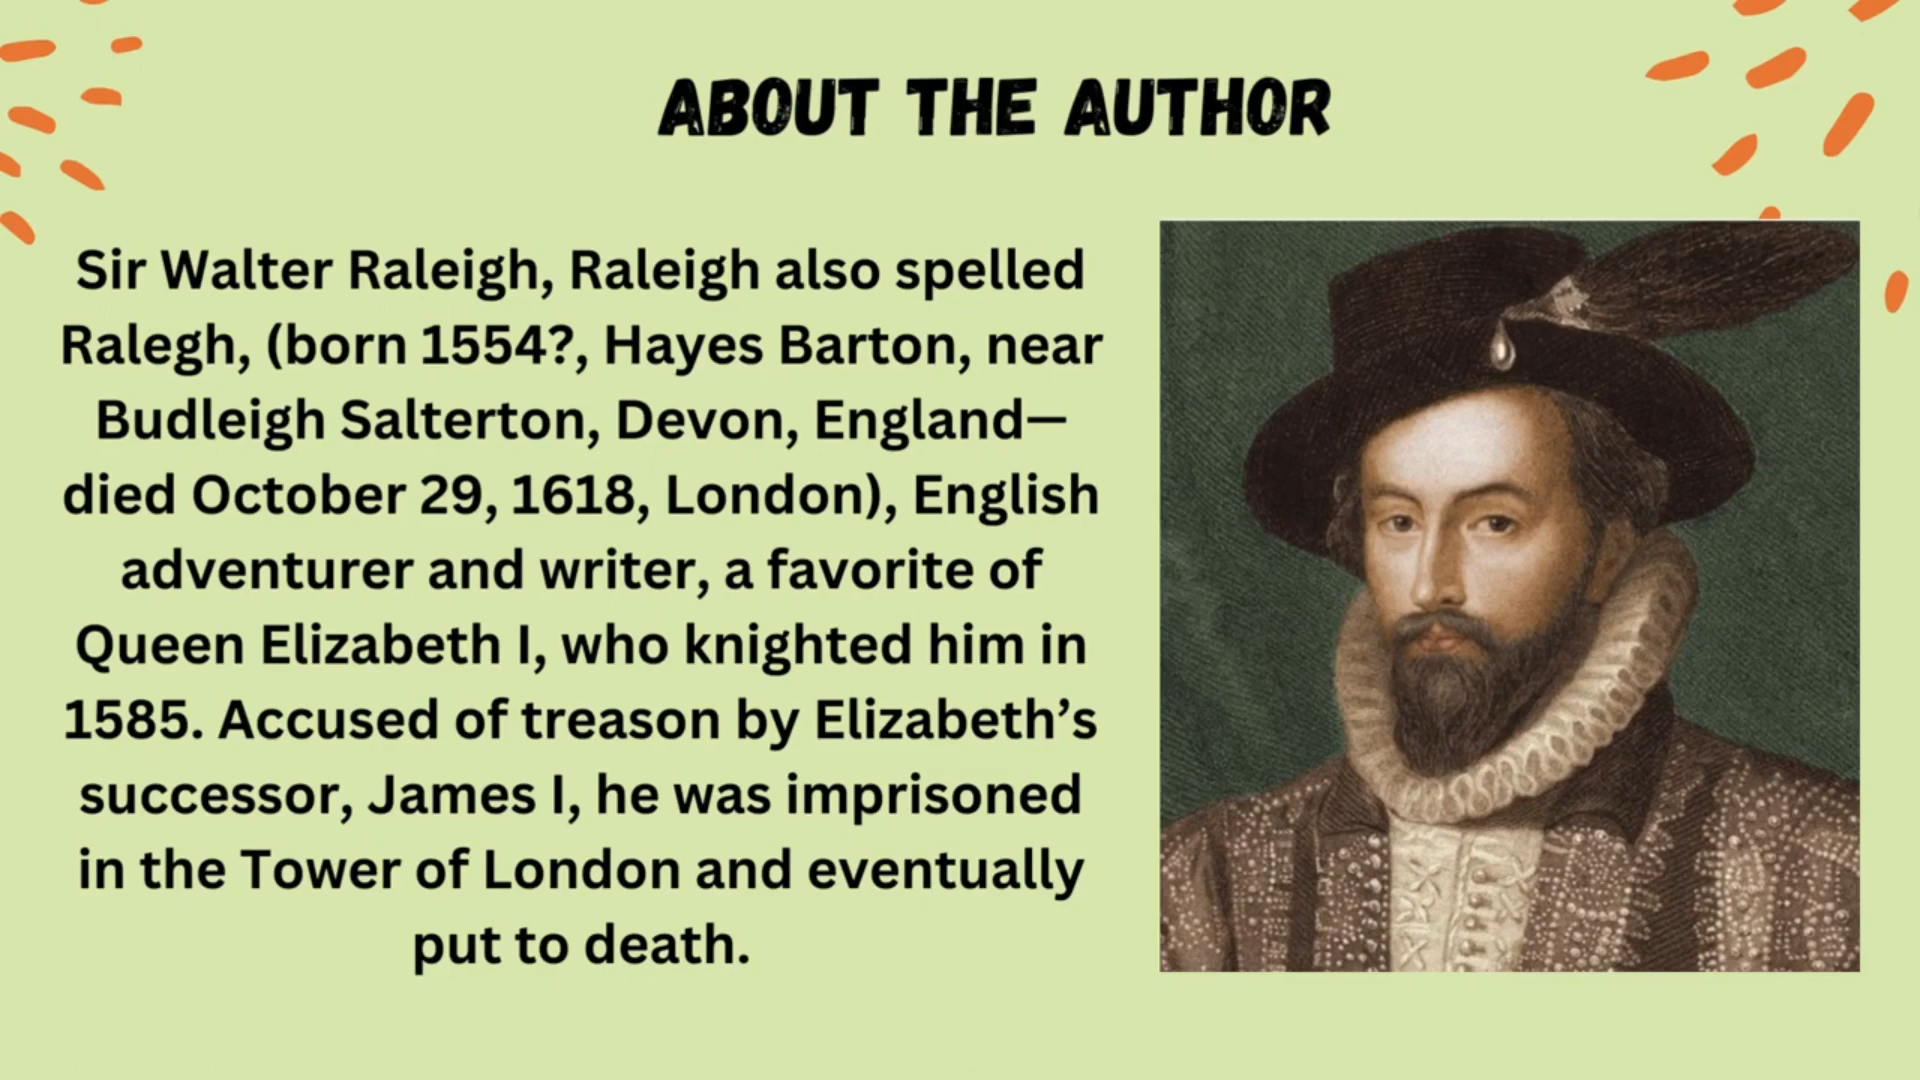 ABOUT THE AUTHOR
Sir Walter Raleigh, Raleigh also spelled
Ralegh, (born 1554?, Hayes Barton, near
Budleigh Salterton, Devon, England—
died October 29, 1618, London), English
adventurer and writer, a favorite of
Queen Elizabeth I, who knighted him in
1585. Accused of treason by Elizabeth’s
successor, James I, he was imprisoned
in the Tower of London and eventually
put to death.